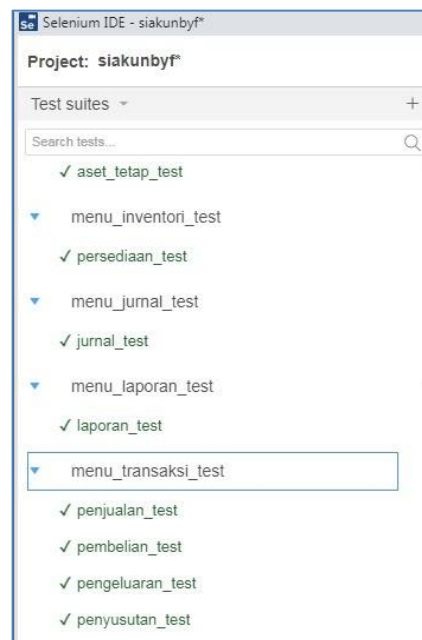 Se Selenium IDE - siakunbyf*
Project: siakunbyf*
Test suites
+
Search tests...
✓ aset_tetap_test
menu_inventori_test
✓ persediaan_test
menu_jurnal_test
✓ jurnal_test
menu_laporan_test
✓ laporan_test
menu_transaksi_test
✓ penjualan_test
✓ pembelian_test
✓ pengeluaran_test
✓ penyusutan_test